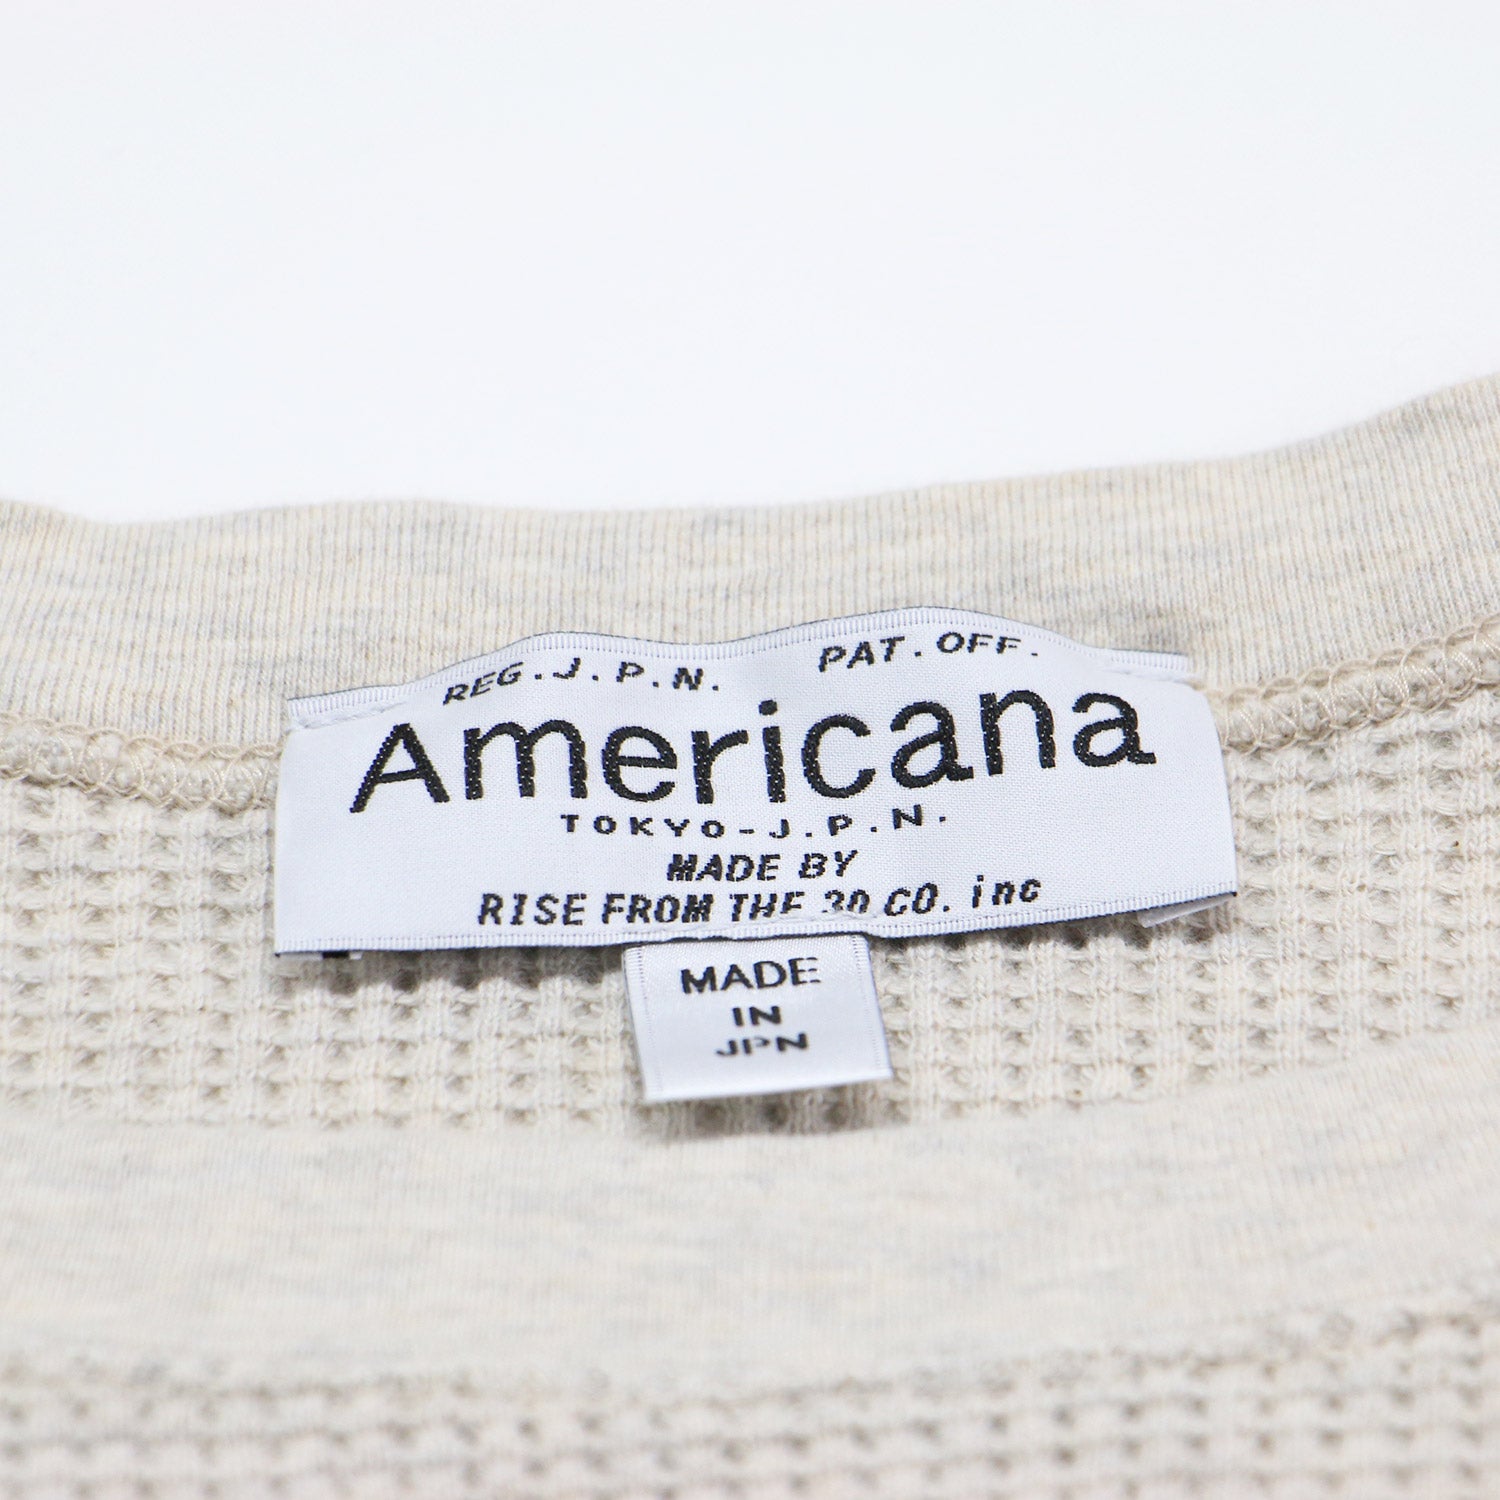 REG.J.P.N. PAT.OFF.
Americana
TOKYO-J.P.N.
MADE BY
RISE FROM THE 30 CO. inc
MADE
IN
JPN